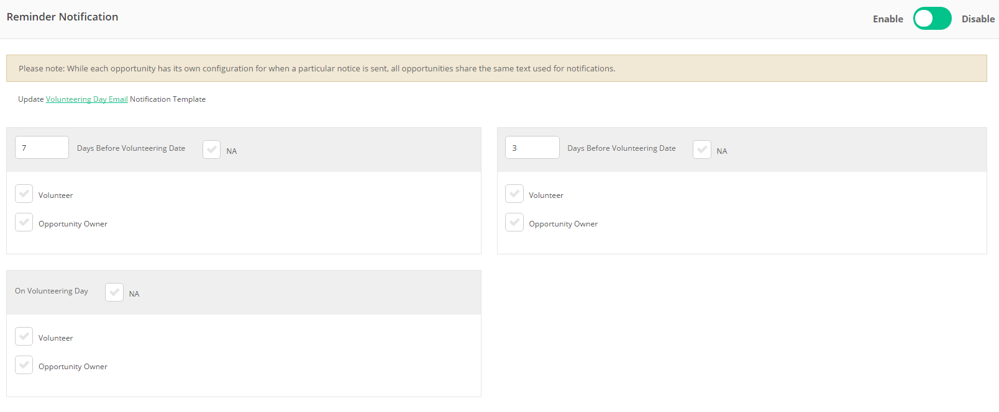 Reminder Notification
Enable Disable
Please note: While each opportunity has its own configuration for when a particular notice is sent, all opportunities share the same text used for notifications.
Update Volunteering Day Email Notification Template
7 Days Before Volunteering Date NA
Volunteer
Opportunity Owner
3 Days Before Volunteering Date NA
Volunteer
Opportunity Owner
On Volunteering Day NA
Volunteer
Opportunity Owner